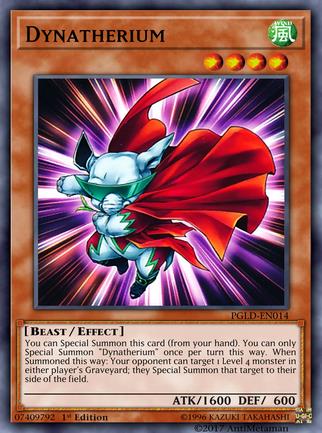 DYNATHERIUM
WIND
風
PGLD-EN014
[ BEAST / EFFECT ]
You can Special Summon this card (from your hand). You can only
Special Summon "Dynatherium" once per turn this way. When
Summoned this way: Your opponent can target 1 Level 4 monster in
either player's Graveyard; they Special Summon that target to
their side of the field.
ATK/1600 DEF/ 600
07409792 1st Edition ©1996 KAZUKI TAKAHASHI
©2017 AntiMetaman